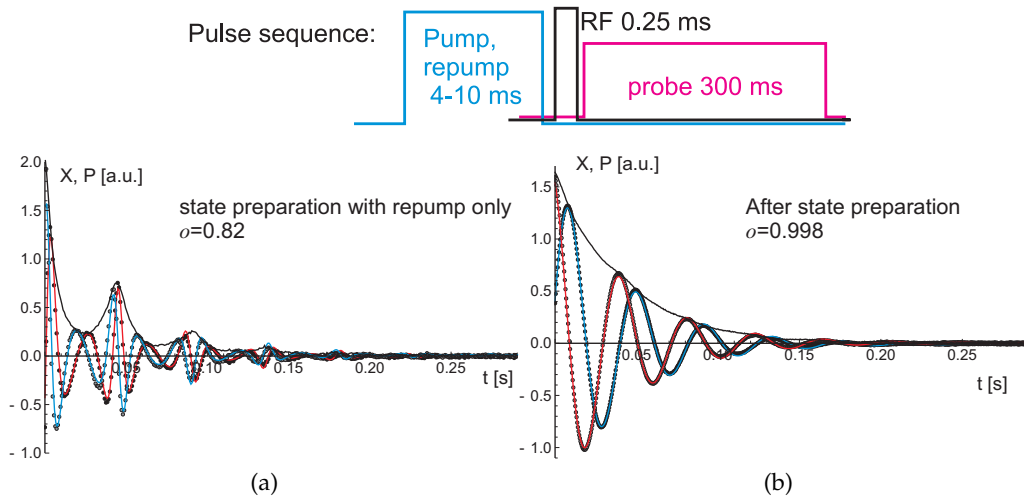 Pulse sequence:
Pump,
repump
4-10 ms
RF 0.25 ms
probe 300 ms
X, P [a.u.]
state preparation with repump only
σ=0.82
2.0
1.5
1.0
0.5
0.0
- 0.5
- 1.0
0.05
0.10
0.15
0.20
0.25
t [s]
(a)
X, P [a.u.]
After state preparation
σ=0.998
1.5
1.0
0.5
0.0
- 0.5
- 1.0
0.05
0.15
0.20
0.25
t [s]
(b)